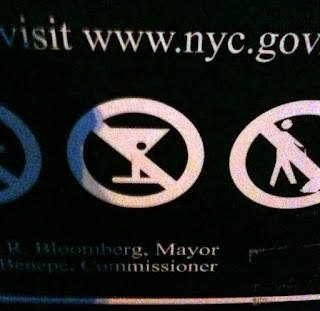 visit www.nyc.gov/
R. Bloomberg, Mayor
Benepe, Commissioner